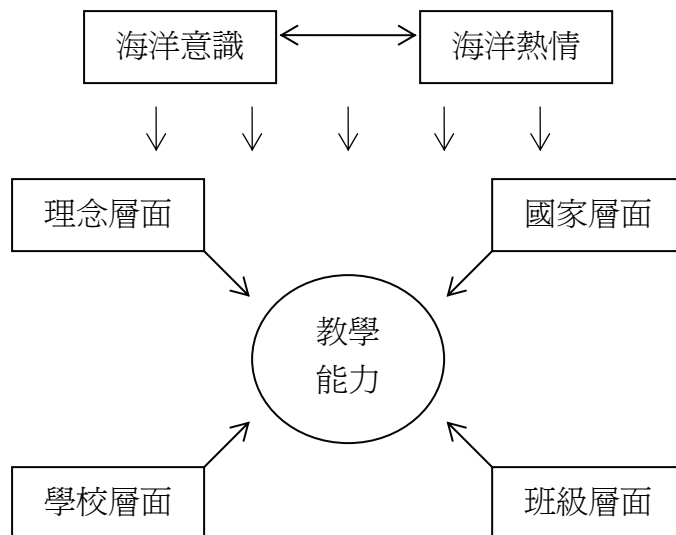 海洋意識
海洋熱情
理念層面
國家層面
教學
能力
學校層面
班級層面